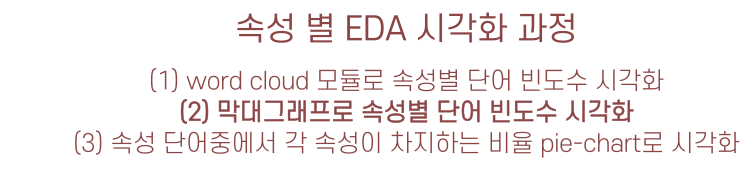 속성 별 EDA 시각화 과정
(1) word cloud 모듈로 속성별 단어 빈도수 시각화
(2) 막대그래프로 속성별 단어 빈도수 시각화
(3) 속성 단어중에서 각 속성이 차지하는 비율 pie-chart로 시각화